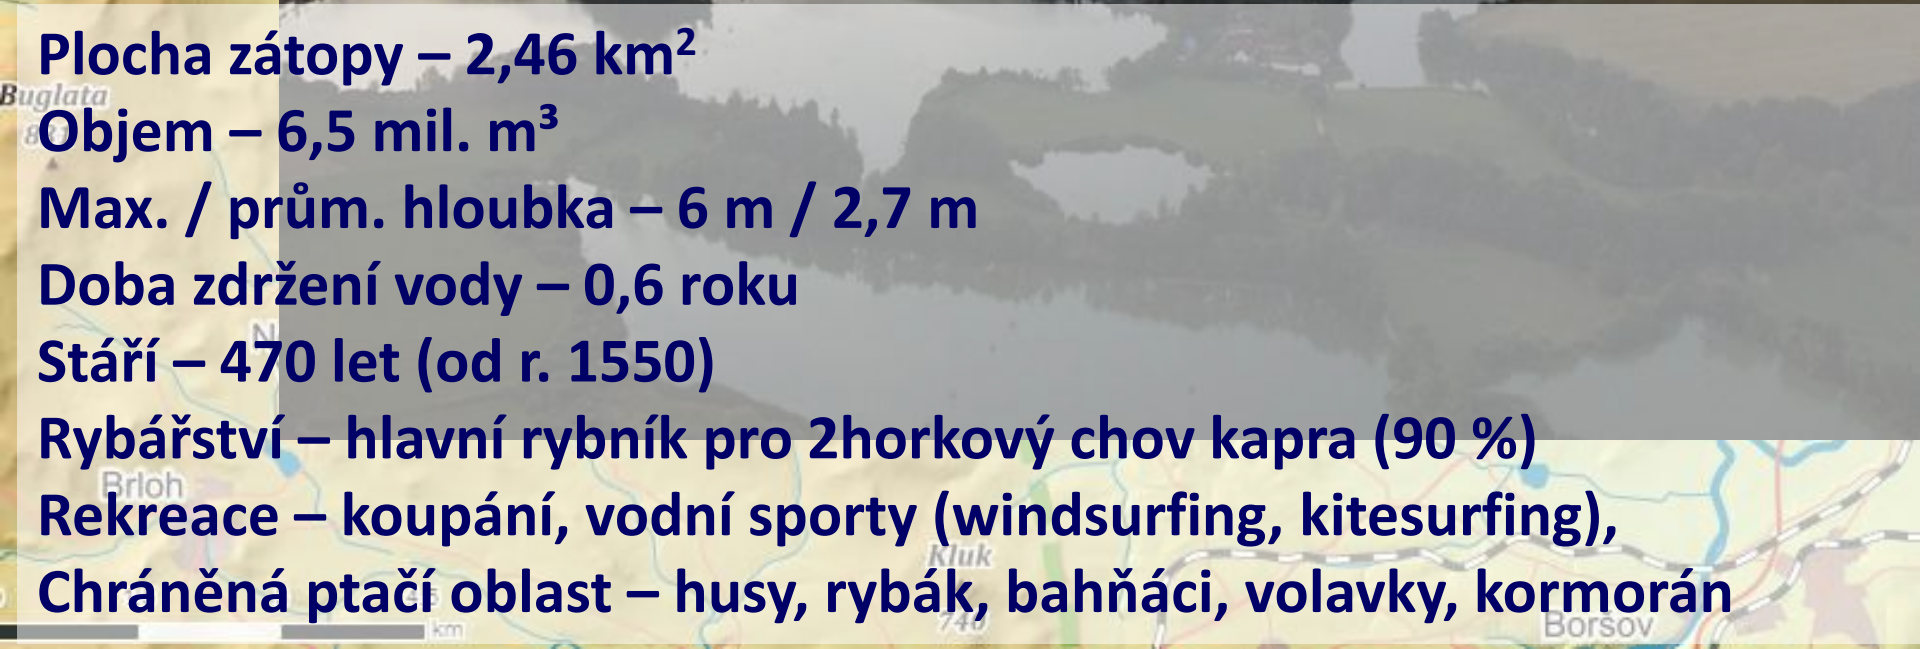 Plocha zátopy – 2,46 km²
Buglata
Objem – 6,5 mil. m³
Max. / prům. hloubka – 6 m / 2,7 m
Doba zdržení vody – 0,6 roku
Stáří – 470 let (od r. 1550)
Rybářství – hlavní rybník pro 2horkový chov kapra (90 %)
Brloh
Rekreace – koupání, vodní sporty (windsurfing, kitesurfing),
Kluk
Chráněná ptačí oblast – husy, rybák, bahňáci, volavky, kormorán
km
Borsov